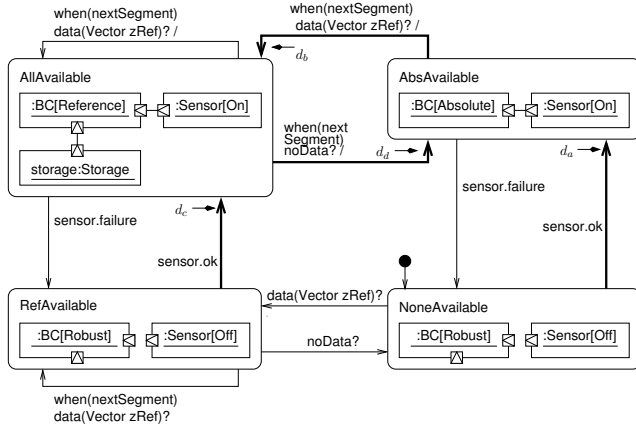 when(nextSegment)
data(Vector zRef)? /
when(nextSegment)
data(Vector zRef)? /
d_b
AllAvailable
:BC[Reference]
:Sensor[On]
storage:Storage
AbsAvailable
:BC[Absolute]
:Sensor[On]
when(next
Segment)
noData? /
d_d
d_a
sensor.failure
d_c
sensor.ok
sensor.failure
sensor.ok
RefAvailable
:BC[Robust]
:Sensor[Off]
data(Vector zRef)?
noData?
NoneAvailable
:BC[Robust]
:Sensor[Off]
when(nextSegment)
data(Vector zRef)?